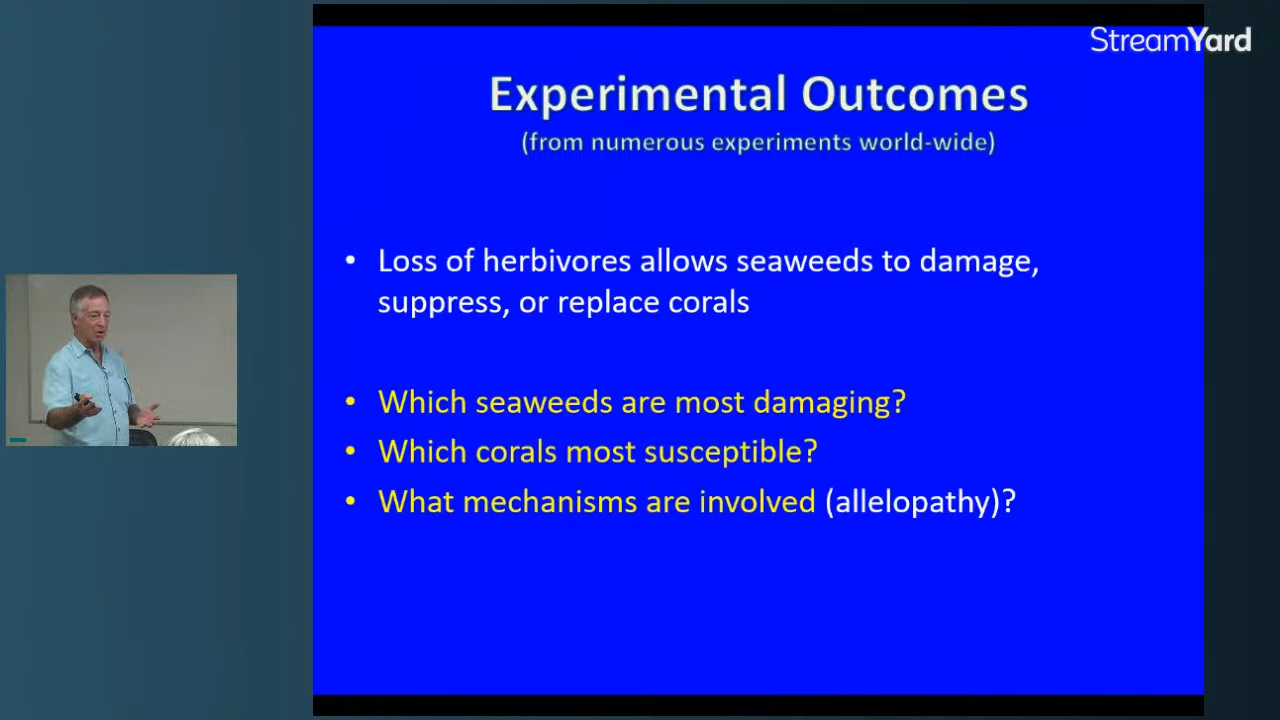 StreamYard
Experimental Outcomes
(from numerous experiments world-wide)
• Loss of herbivores allows seaweeds to damage,
suppress, or replace corals
• Which seaweeds are most damaging?
• Which corals most susceptible?
• What mechanisms are involved (allelopathy)?